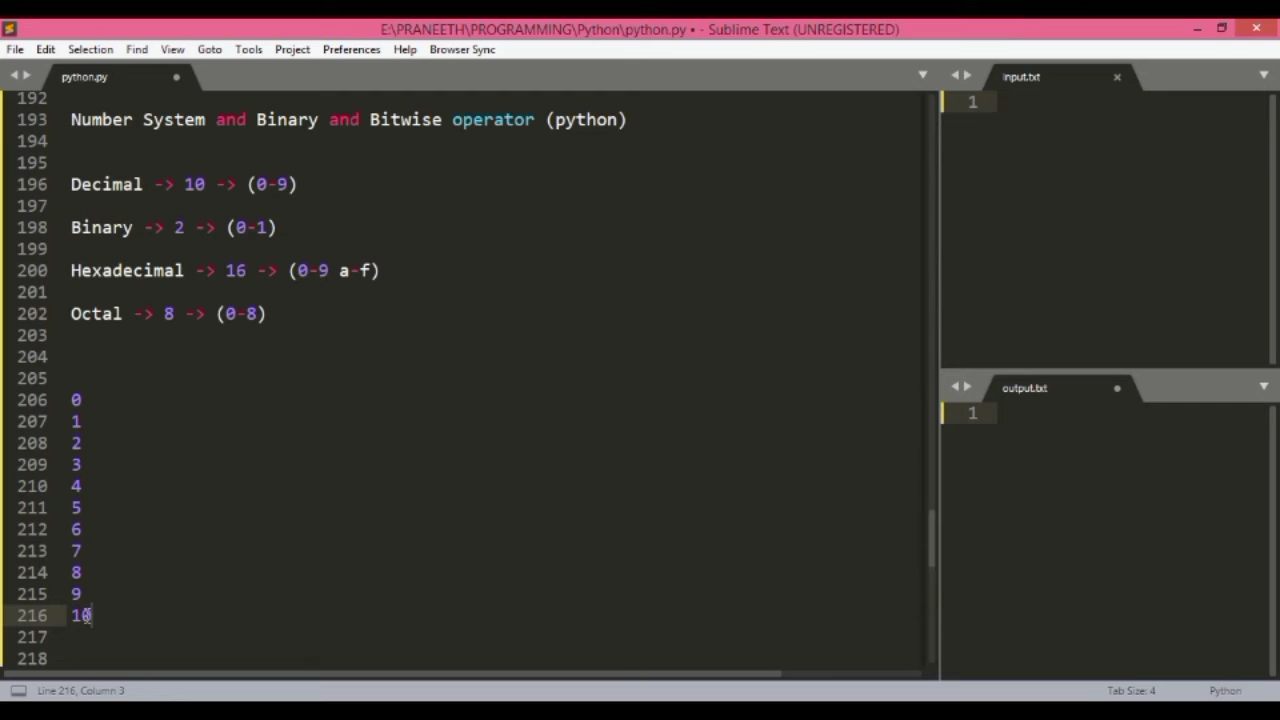 E:\PRANEETH\PROGRAMMING\Python\python.py • - Sublime Text (UNREGISTERED)
File Edit Selection Find View Goto Tools Project Preferences Help Browser Sync
python.py
input.txt
1
192
193 Number System and Binary and Bitwise operator (python)
194
195
196 Decimal -> 10 -> (0-9)
197
198 Binary -> 2 -> (0-1)
199
200 Hexadecimal -> 16 -> (0-9 a-f)
201
202 Octal -> 8 -> (0-8)
203
204
205
206 0
207 1
208 2
209 3
210 4
211 5
212 6
213 7
214 8
215 9
216 10
217
218
output.txt
1
Line 216, Column 3
Tab Size: 4
Python